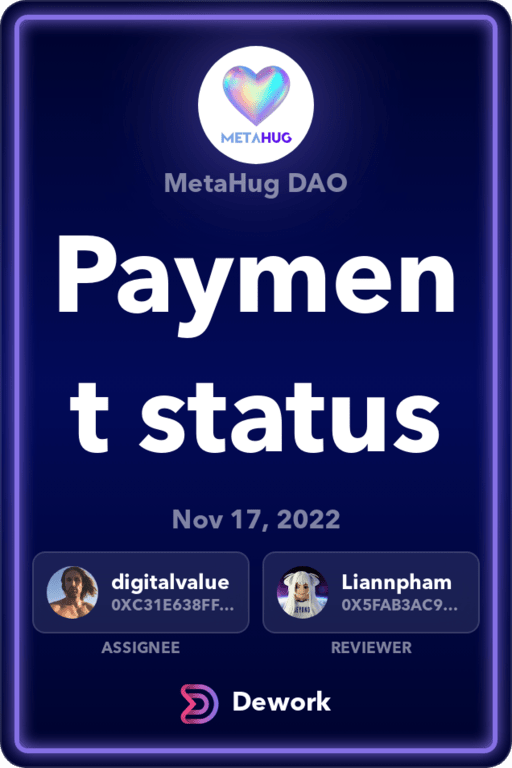 METAHUG
MetaHug DAO
Paymen
t status
Nov 17, 2022
digitalvalue
0XC31E638FF...
Liannpham
0X5FAB3AC9...
ASSIGNEE
REVIEWER
Dework